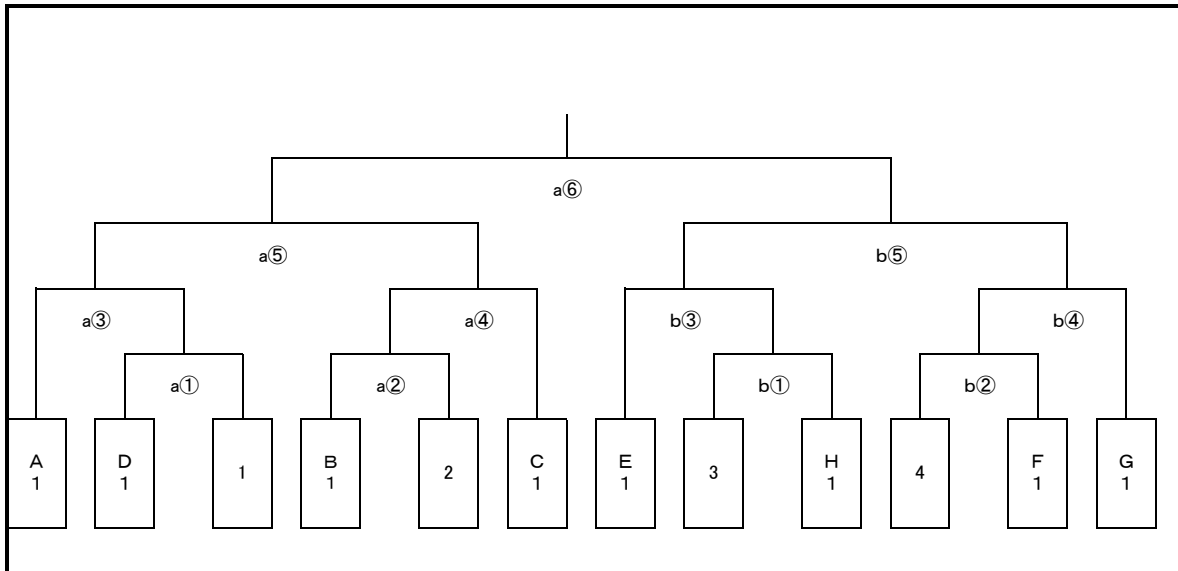 a⑥
a⑤ b⑤
a③ a④ b③ b④
a① a② b① b②
A D 1 B 2 C E 3 H 4 F G
1 1 1 1 1 1 1 1